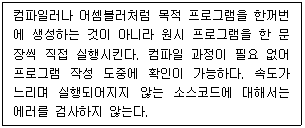 컴파일러나 어셈블러처럼 목적 프로그램을 한꺼번
에 생성하는 것이 아니라 원시 프로그램을 한 문
장씩 직접 실행시킨다. 컴파일 과정이 필요 없어
프로그램 작성 도중에 확인이 가능하다. 속도가
느리며 실행되어지지 않는 소스코드에 대해서는
에러를 검사하지 않는다.